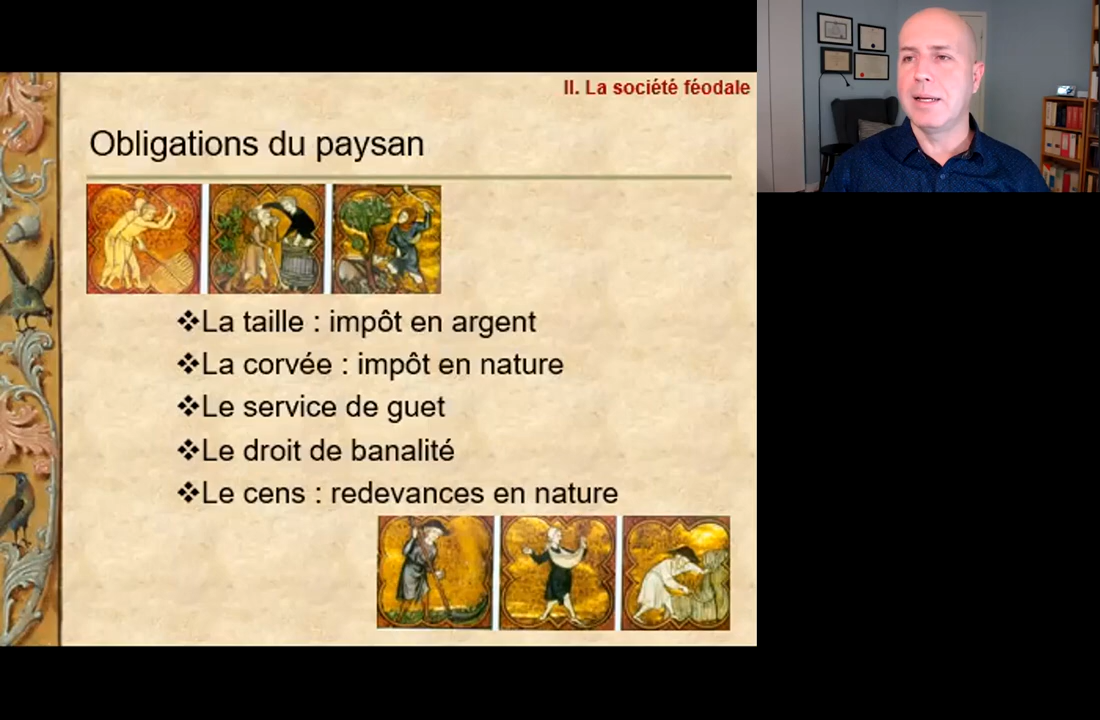 II. La société féodale
Obligations du paysan
❖La taille : impôt en argent
❖La corvée : impôt en nature
❖Le service de guet
❖Le droit de banalité
❖Le cens : redevances en nature